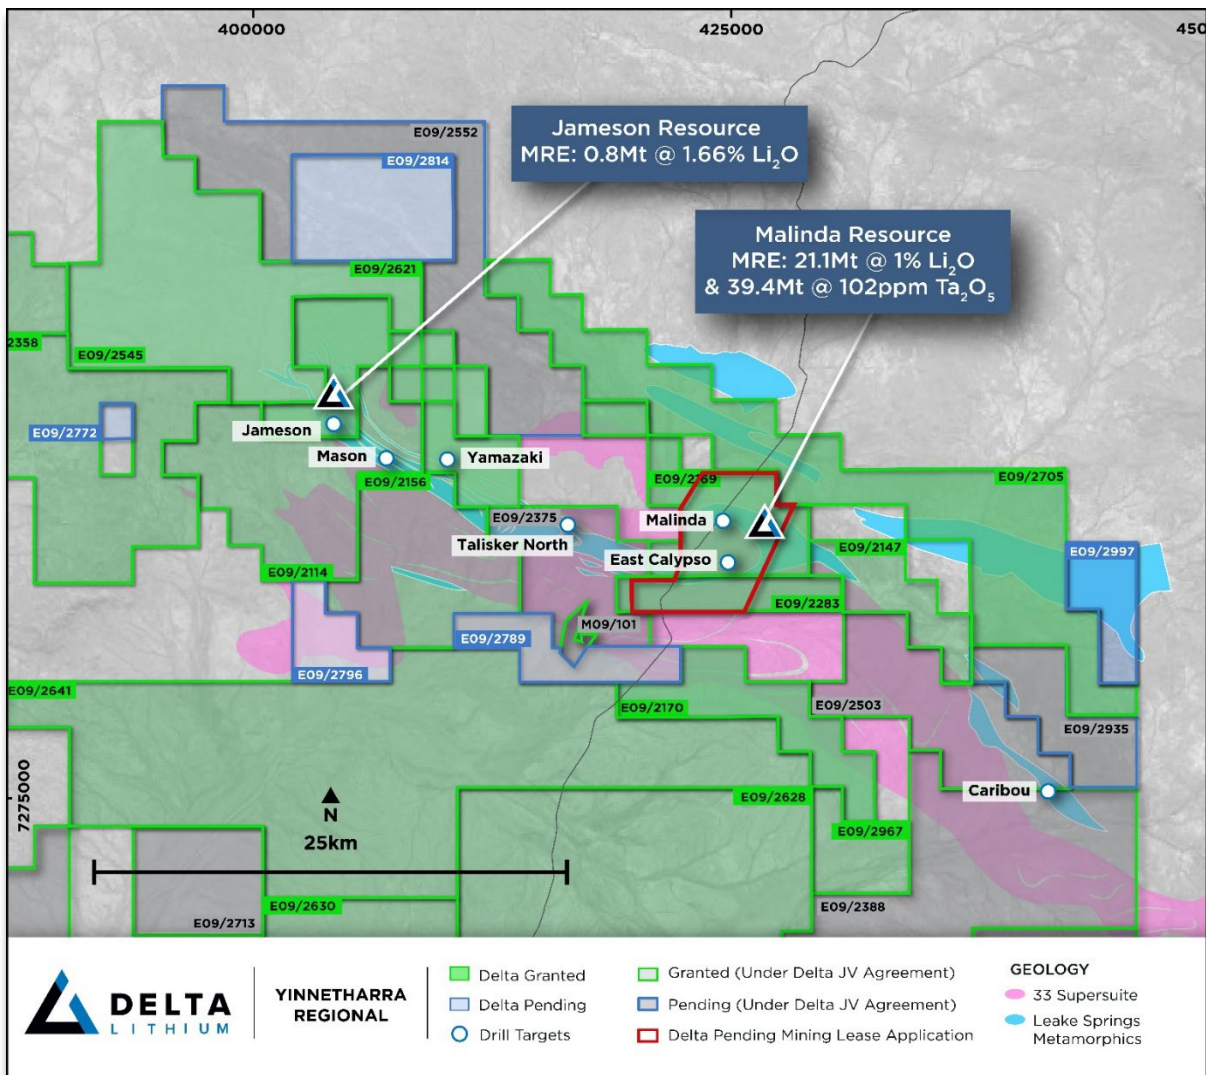 400000
425000
450
E09/2552
Jameson Resource
MRE: 0.8Mt @ 1.66% Li₂O
E09/2814
Malinda Resource
MRE: 21.1Mt @ 1% Li₂O
& 39.4Mt @ 102ppm Ta₂O₅
E09/2621
2358
E09/2545
E09/2772
Jameson
Mason
Yamazaki
E09/2156
E09/2169
E09/2705
E09/2375
Talisker North
Malinda
East Calypso
E09/2147
E09/2997
E09/2114
E09/2283
M09/101
E09/2789
E09/2796
E09/2641
E09/2170
E09/2503
E09/2935
7275000
N
25km
Caribou
E09/2628
E09/2967
E09/2630
E09/2388
E09/2713
DELTA
LITHIUM
YINNETHARRA
REGIONAL
Delta Granted
Delta Pending
Drill Targets
Granted (Under Delta JV Agreement)
Pending (Under Delta JV Agreement)
Delta Pending Mining Lease Application
GEOLOGY
33 Supersuite
Leake Springs
Metamorphics